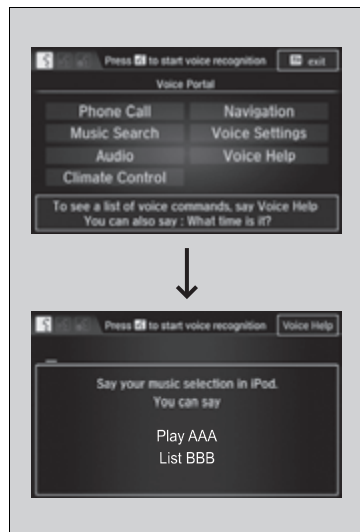 Press to start voice recognition exit
Voice Portal
Phone Call Navigation
Music Search Voice Settings
Audio Voice Help
Climate Control
To see a list of voice commands, say Voice Help
You can also say : What time is it?
Press to start voice recognition Voice Help
Say your music selection in iPod.
You can say
Play AAA
List BBB